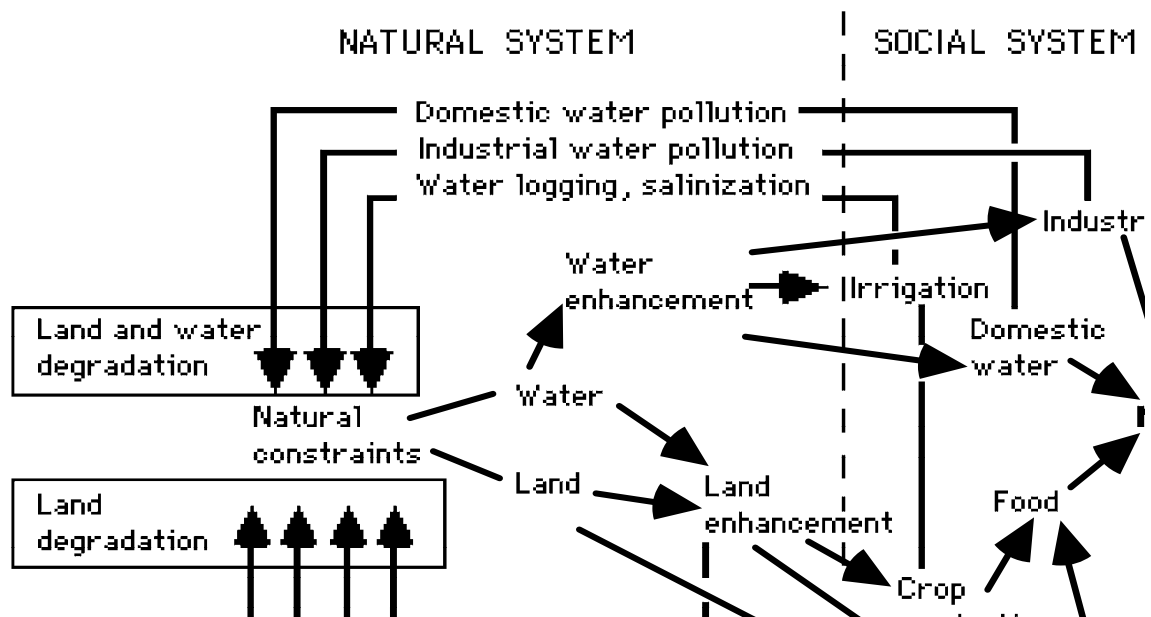 NATURAL SYSTEM
SOCIAL SYSTEM
Domestic water pollution
Industrial water pollution
Water logging, salinization
Industr
Water
enhancement
Irrigation
Land and water
degradation
Domestic
water
Water
Natural
constraints
Land
Land
enhancement
Land
degradation
Food
Crop